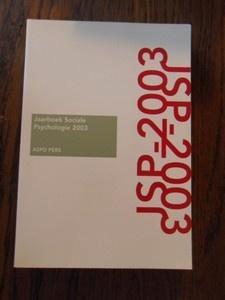 Jaarboek Sociale
Psychologie 2003
ASPO PERS
JSP-2003
JSP-2003